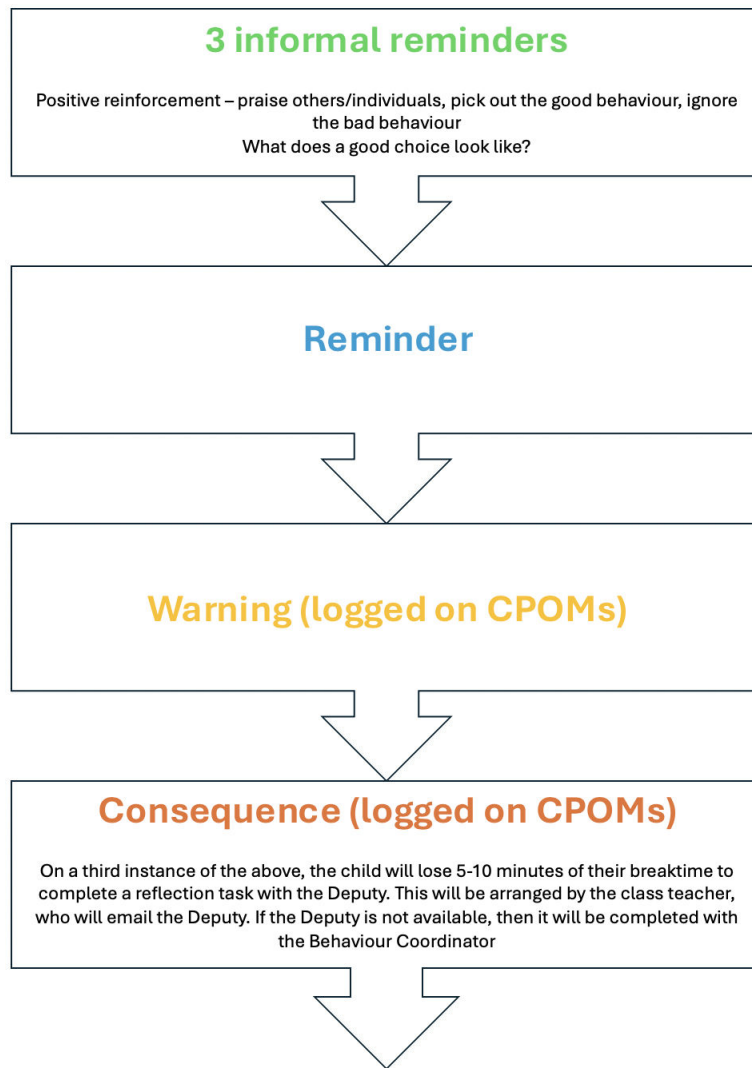 3 informal reminders
Positive reinforcement – praise others/individuals, pick out the good behaviour, ignore
the bad behaviour
What does a good choice look like?
Reminder
Warning (logged on CPOMs)
Consequence (logged on CPOMs)
On a third instance of the above, the child will lose 5-10 minutes of their breaktime to
complete a reflection task with the Deputy. This will be arranged by the class teacher,
who will email the Deputy. If the Deputy is not available, then it will be completed with
the Behaviour Coordinator